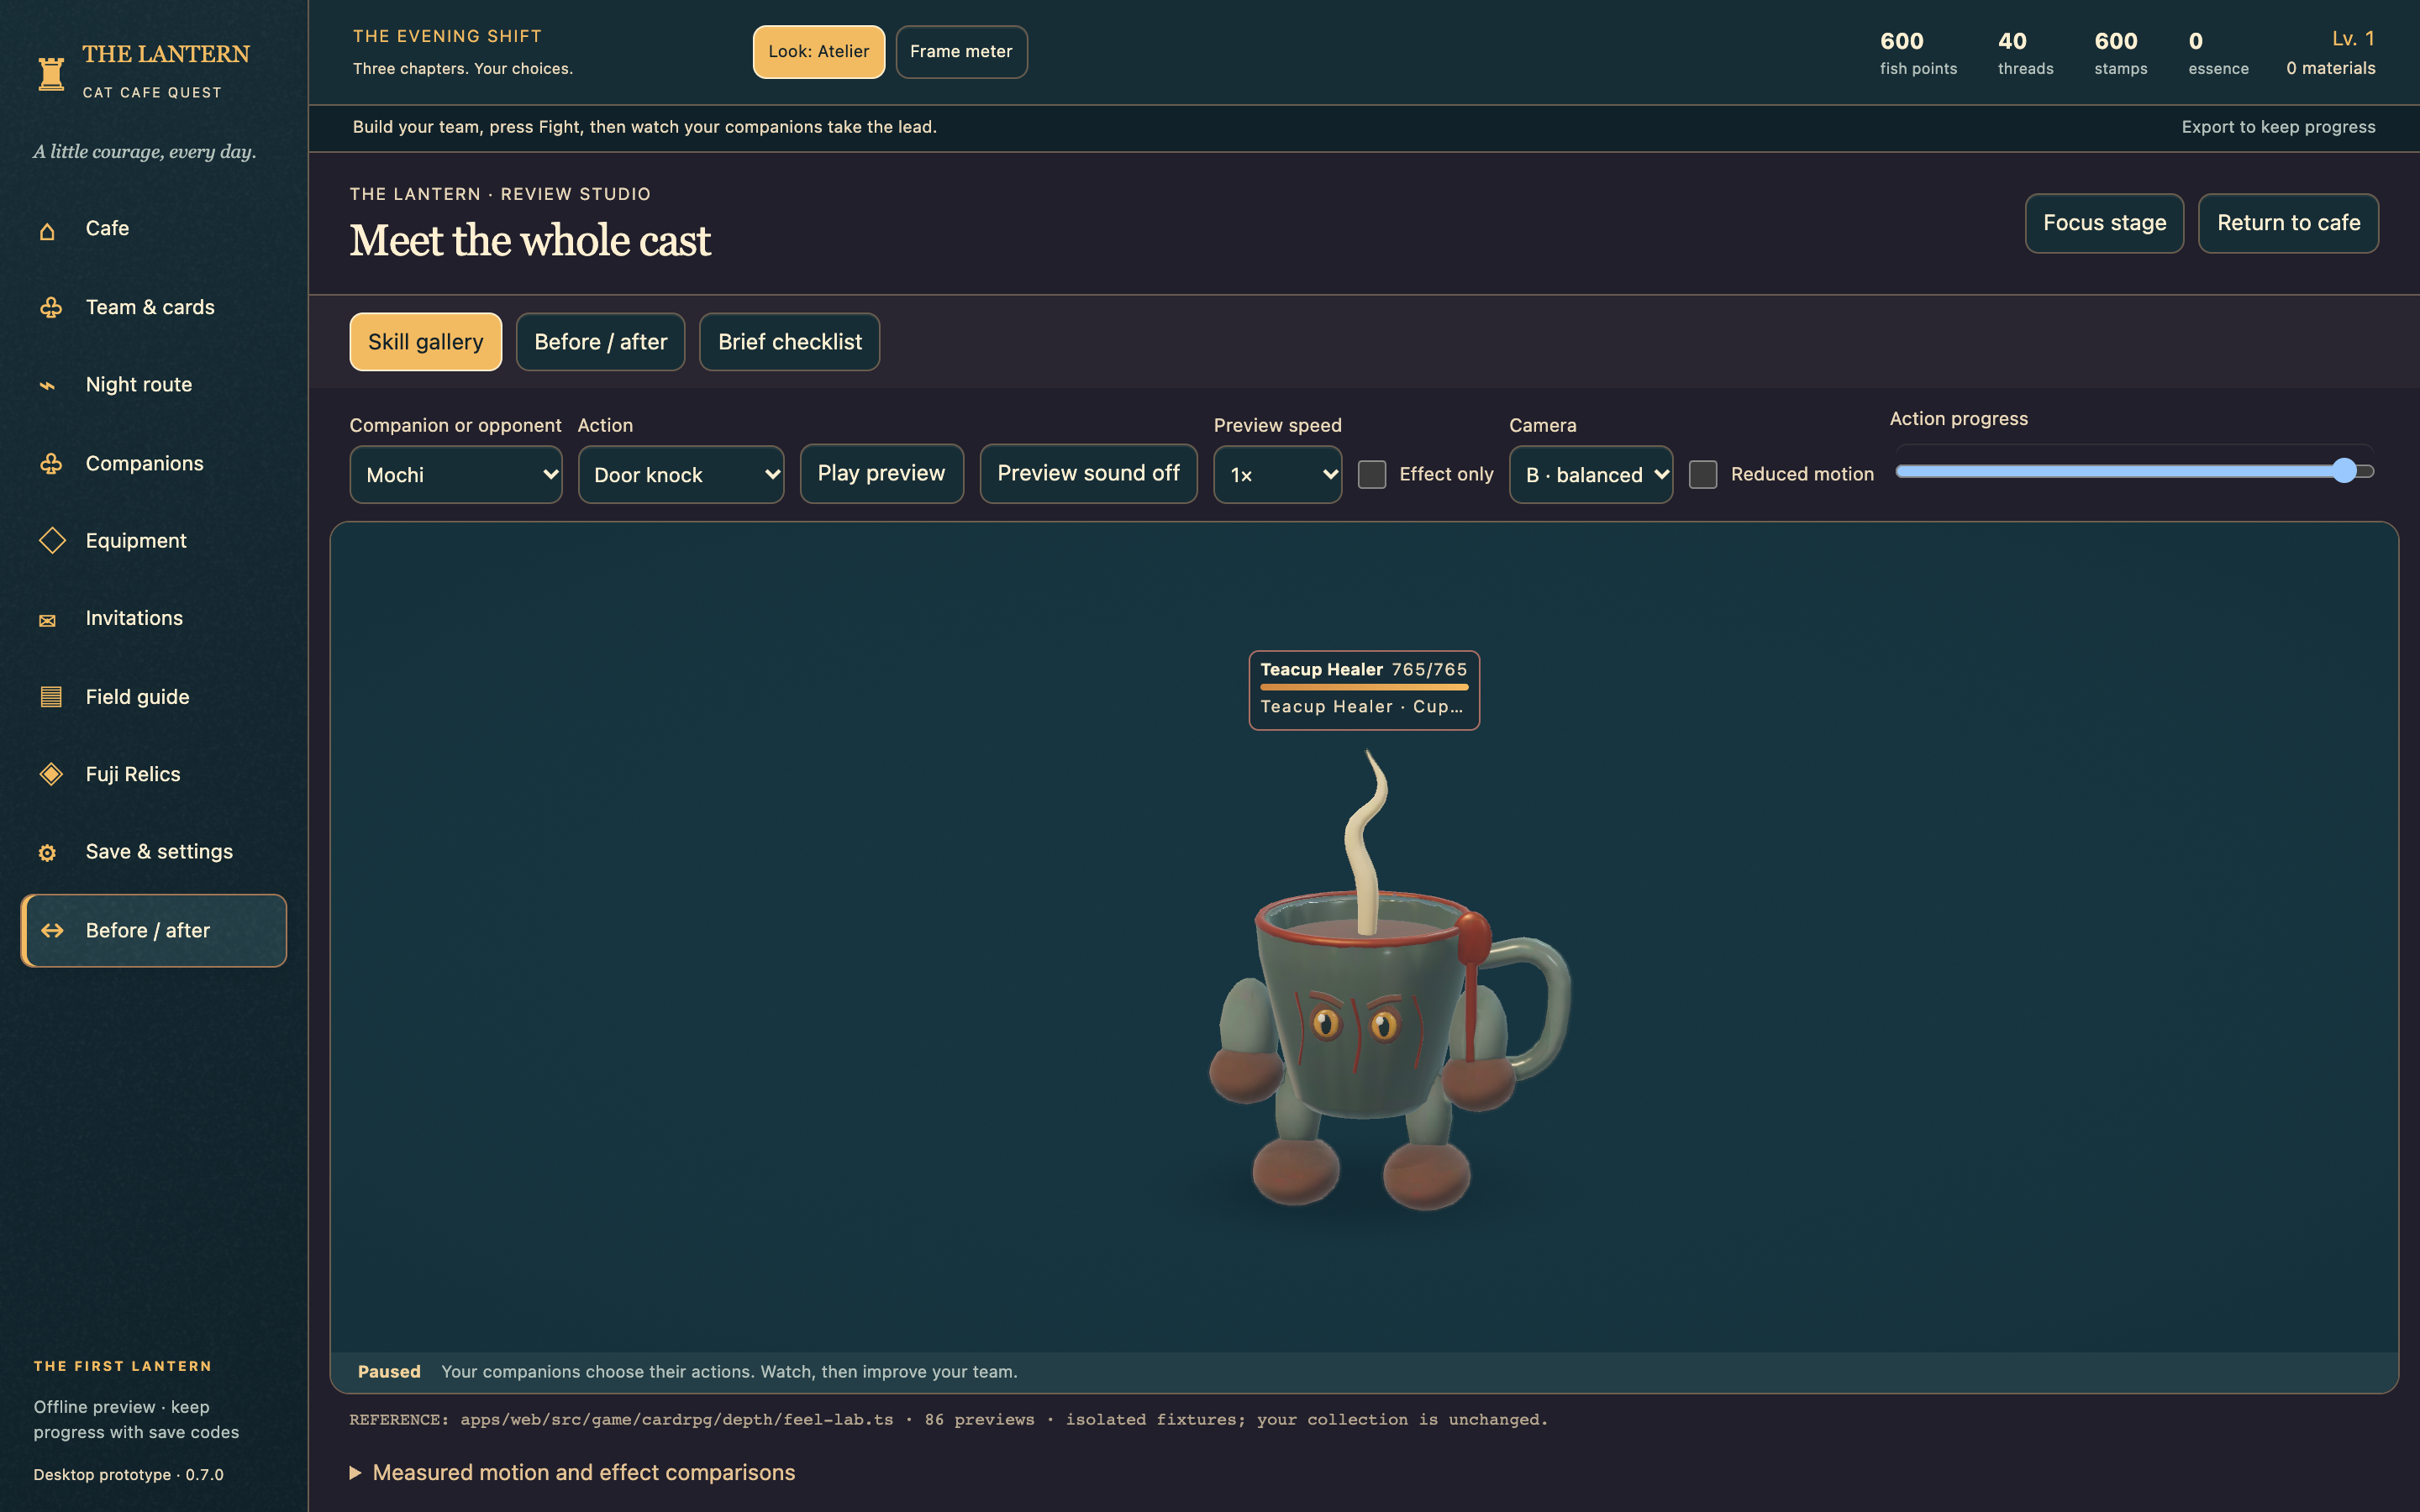 THE LANTERN
CAT CAFE QUEST
A little courage, every day.
Cafe
Team & cards
Night route
Companions
Equipment
Invitations
Field guide
Fuji Relics
Save & settings
Before / after
THE FIRST LANTERN
Offline preview · keep
progress with save codes
Desktop prototype · 0.7.0
THE EVENING SHIFT
Three chapters. Your choices.
Look: Atelier
Frame meter
600
fish points
40
threads
600
stamps
0
essence
Lv. 1
0 materials
Build your team, press Fight, then watch your companions take the lead.
Export to keep progress
THE LANTERN · REVIEW STUDIO
Meet the whole cast
Focus stage
Return to cafe
Skill gallery
Before / after
Brief checklist
Companion or opponent
Mochi
Action
Door knock
Play preview
Preview sound off
Preview speed
1×
Effect only
Camera
B · balanced
Reduced motion
Action progress
Teacup Healer 765/765
Teacup Healer · Cup…
Paused Your companions choose their actions. Watch, then improve your team.
REFERENCE: apps/web/src/game/cardrpg/depth/feel-lab.ts · 86 previews · isolated fixtures; your collection is unchanged.
Measured motion and effect comparisons